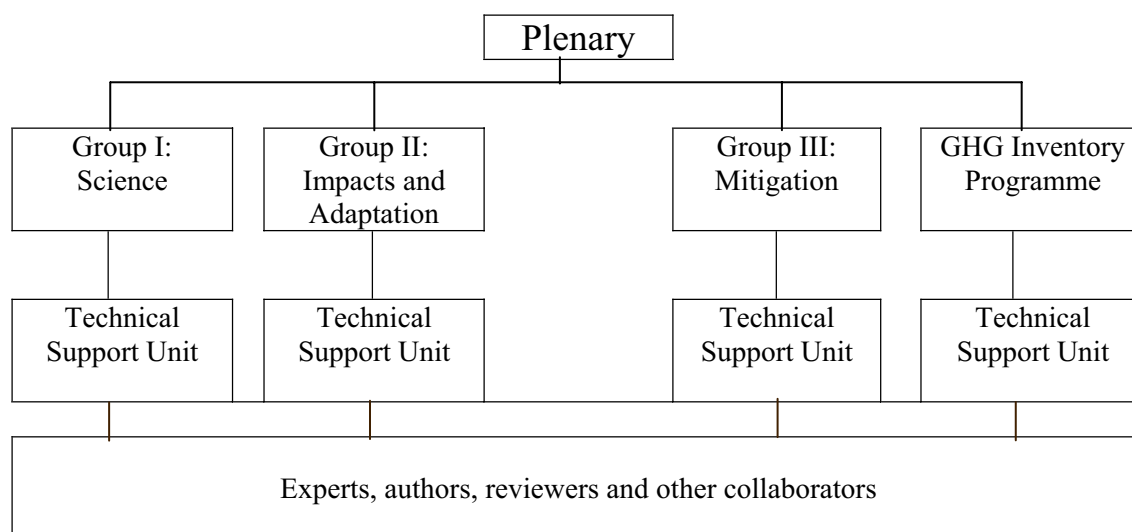 Plenary
Group I:
Science
Group II:
Impacts and
Adaptation
Group III:
Mitigation
GHG Inventory
Programme
Technical
Support Unit
Technical
Support Unit
Technical
Support Unit
Technical
Support Unit
Experts, authors, reviewers and other collaborators